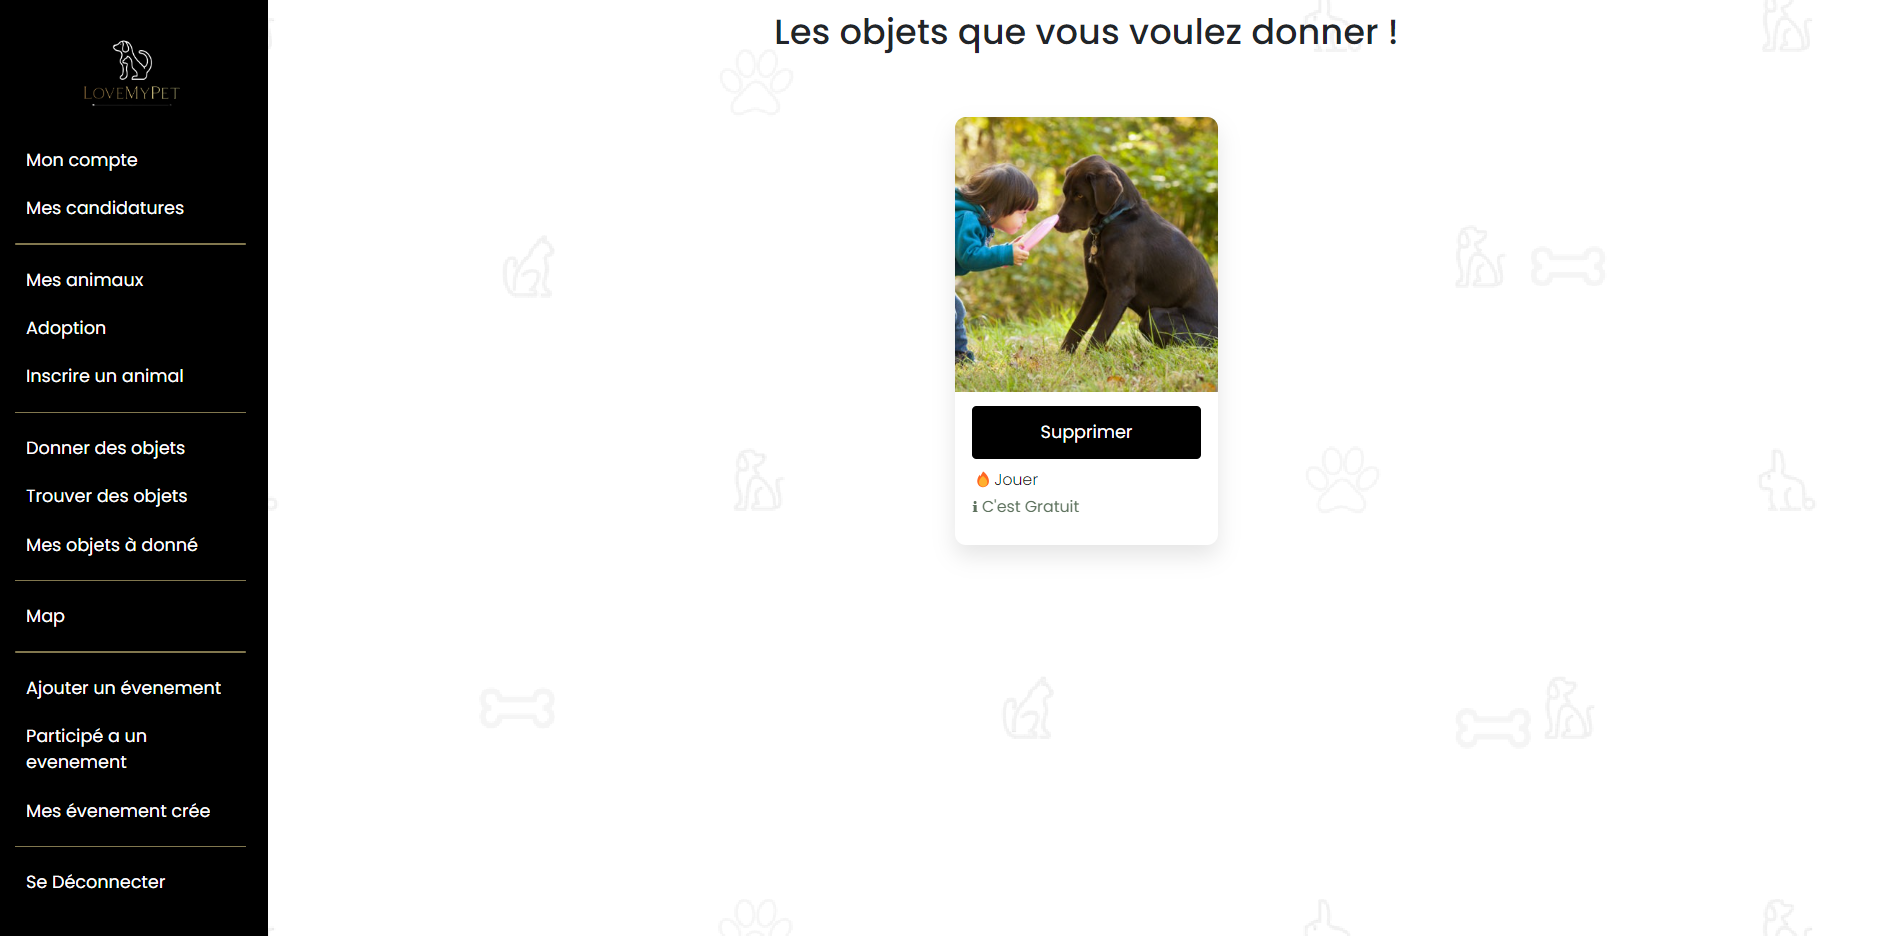 LOVEMYPET
Mon compte
Mes candidatures
Mes animaux
Adoption
Inscrire un animal
Donner des objets
Trouver des objets
Mes objets à donné
Map
Ajouter un évenement
Participé a un
evenement
Mes évenement crée
Se Déconnecter
Les objets que vous voulez donner !
Supprimer
🔥 Jouer
ℹ C'est Gratuit